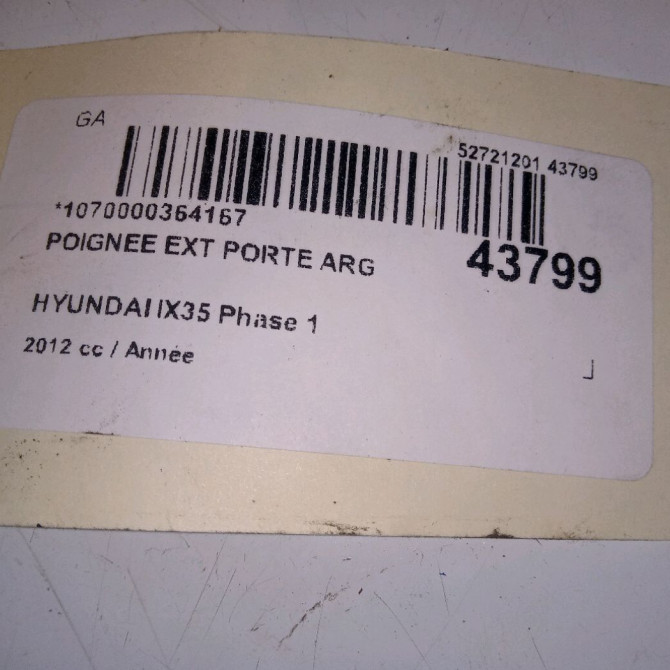 GA
52721201 43799
*1070000364167
43799
POIGNEE EXT PORTE ARG
HYUNDAI IX35 Phase 1
2012 cc / Année